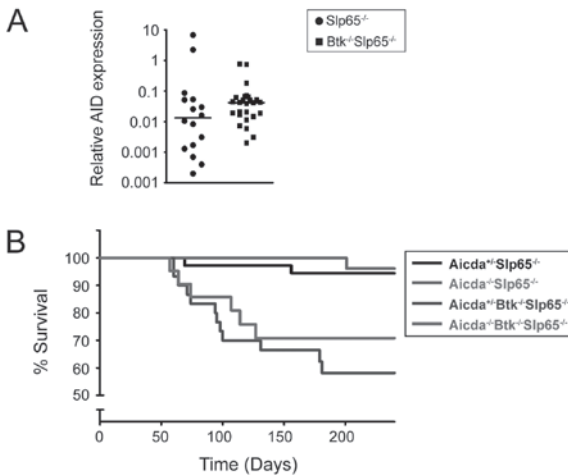 A
Slp65-/-
Btk-/-Slp65-/-
Relative AID expression
10
1
0.1
0.01
0.001
0.001
B
Aicda+/-Slp65-/-
Aicda-/-Slp65-/-
Aicda+/-Btk-/-Slp65-/-
Aicda-/-Btk-/-Slp65-/-
% Survival
100
90
80
70
60
50
0
50
100
150
200
Time (Days)